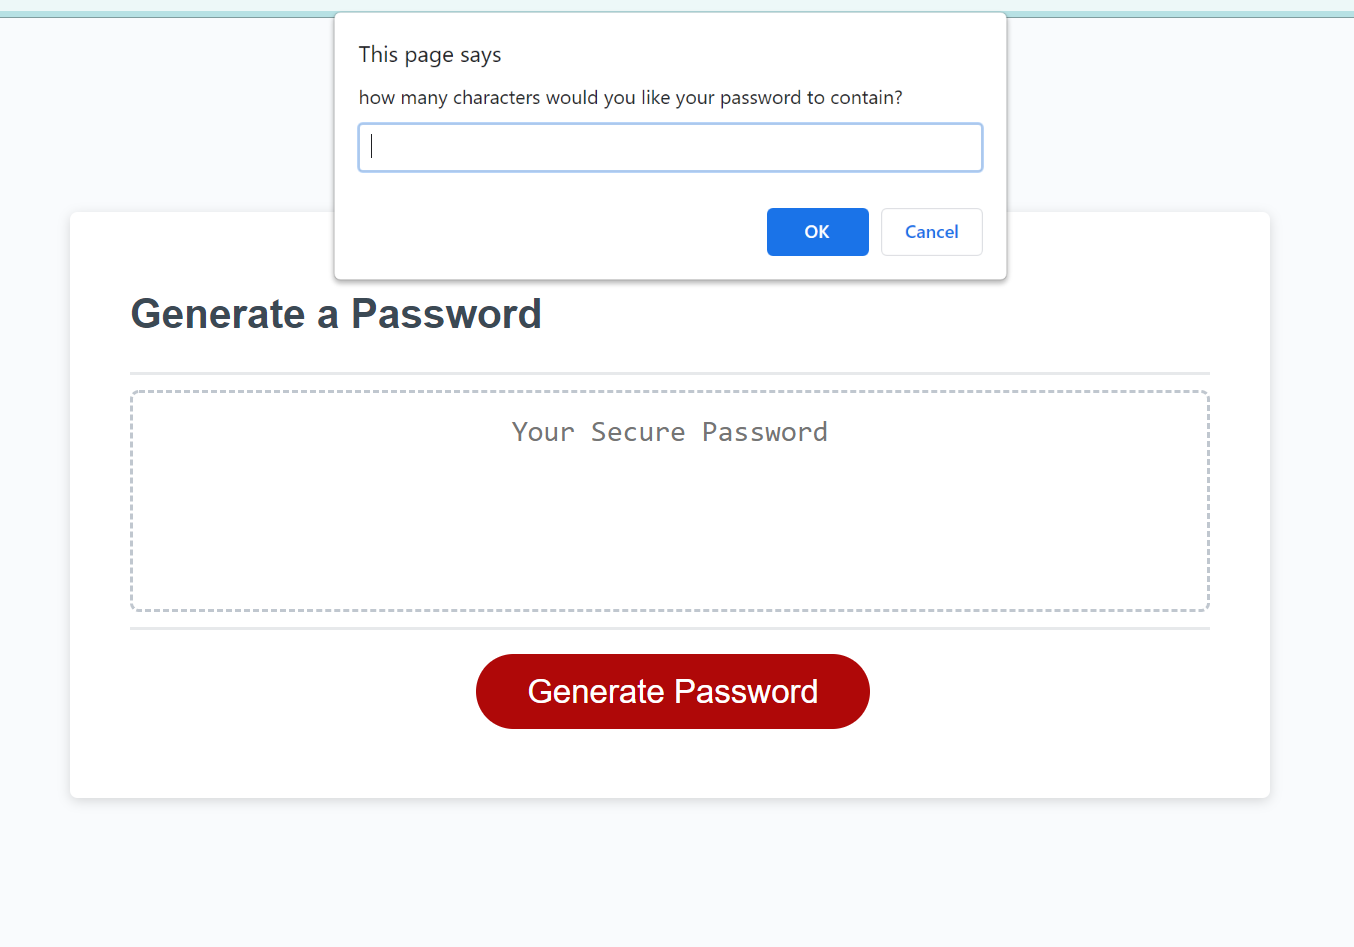 This page says
how many characters would you like your password to contain?
OK
Cancel
Generate a Password
Your Secure Password
Generate Password